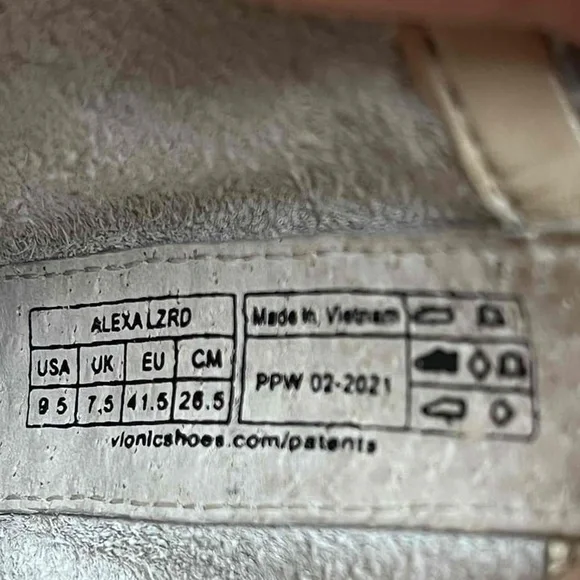 ALEXA LZRD
Made in Vietnam
USA UK EU CM
9 5 7.5 41.5 26.5
PPW 02-2021
vionicshoes.com/patents